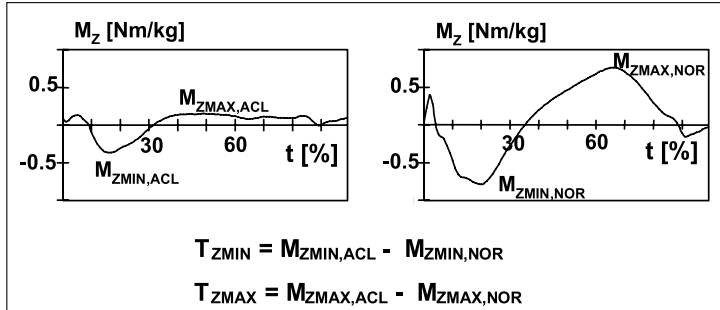 M_Z [Nm/kg]
0.5
M_ZMAX,ACL
30
60
-0.5
t [%]
M_ZMIN,ACL
M_Z [Nm/kg]
M_ZMAX,NOR
0.5
30
60
-0.5
t [%]
M_ZMIN,NOR
T_ZMIN = M_ZMIN,ACL - M_ZMIN,NOR
T_ZMAX = M_ZMAX,ACL - M_ZMAX,NOR